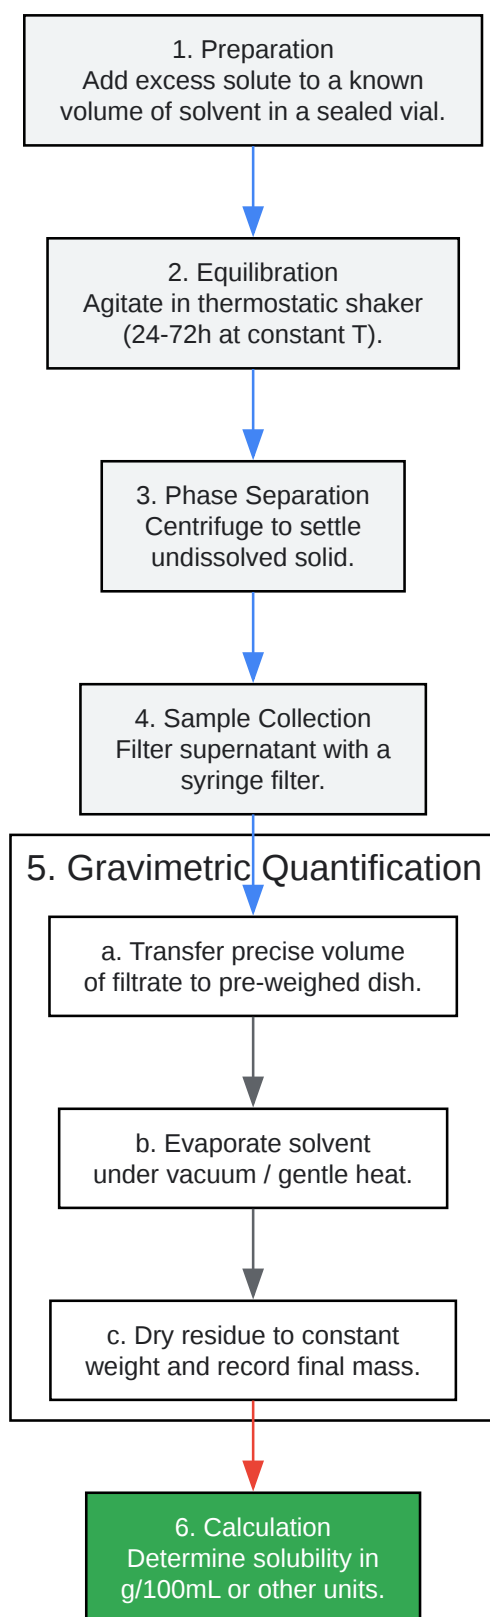 1. Preparation
Add excess solute to a known
volume of solvent in a sealed vial.
2. Equilibration
Agitate in thermostatic shaker
(24-72h at constant T).
3. Phase Separation
Centrifuge to settle
undissolved solid.
4. Sample Collection
Filter supernatant with a
syringe filter.
5. Gravimetric Quantification
a. Transfer precise volume
of filtrate to pre-weighed dish.
b. Evaporate solvent
under vacuum / gentle heat.
c. Dry residue to constant
weight and record final mass.
6. Calculation
Determine solubility in
g/100mL or other units.